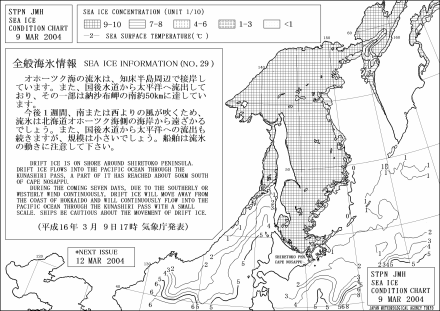 STPN JMH
SEA ICE
CONDITION CHART
9 MAR 2004
SEA ICE CONCENTRATION (UNIT 1/10)
9-10 7-8 4-6 1-3 <1
—2— SEA SURFACE TEMPERATURE(℃)
全般海氷情報 SEA ICE INFORMATION (NO. 29)
オホーツク海の流氷は、知床半島周辺で接岸し
ています。また、国後水道から太平洋へ流出して
おり、その一部は納沙布岬の南約50kmに達してい
ます。
今後1週間、南または西よりの風が吹くため、
流氷は北海道オホーツク海側の海岸から遠ざかる
でしょう。また、国後水道から太平洋への流出も
続きますが、規模は小さいでしょう。船舶は流氷
の動きに注意して下さい。
DRIFT ICE IS ON SHORE AROUND SHIRETOKO PENINSULA.
DRIFT ICE FLOWS INTO THE PACIFIC OCEAN THROUGH THE
KUNASHIRI PASS, A PART OF IT HAS REACHED ABOUT 50KM SOUTH
OF CAPE NOSAPPU.
DURING THE COMING SEVEN DAYS, DUE TO THE SOUTHERLY OR
WESTERLY WIND CONTINUOUSLY, DRIFT ICE WILL MOVE AWAY FROM
THE COAST OF HOKKAIDO AND WILL CONTINUOUSLY FLOW INTO THE
PACIFIC OCEAN THROUGH THE KUNASHIRI PASS WITH A SMALL
SCALE. SHIPS BE CAUTIOUS ABOUT THE MOVEMENT OF DRIFT ICE.
(平成16年 3月 9日17時 気象庁発表)
*NEXT ISSUE
12 MAR 2004
SHIRETOKO PEN.
CAPE NOSAPPU
STPN JMH
SEA ICE
CONDITION CHART
9 MAR 2004
JAPAN METEOROLOGICAL AGENCY TOKYO